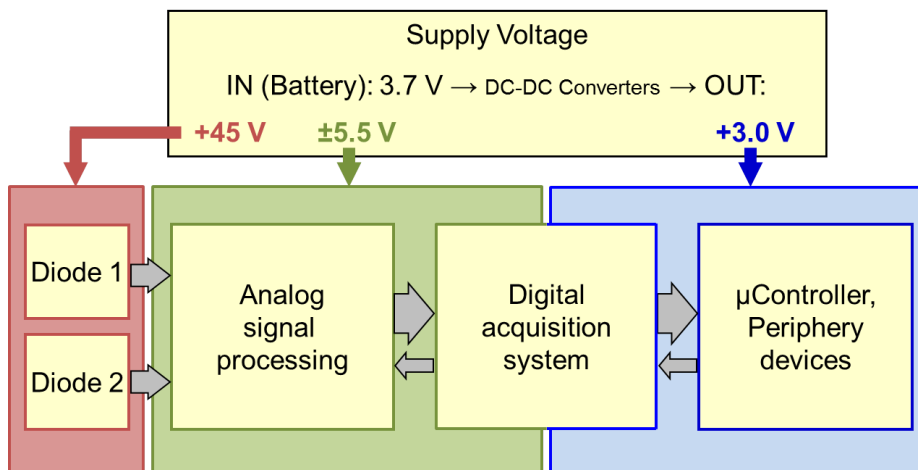 Supply Voltage
IN (Battery): 3.7 V → DC-DC Converters → OUT:
+45 V ±5.5 V +3.0 V
Diode 1
Diode 2
Analog
signal
processing
Digital
acquisition
system
µController,
Periphery
devices